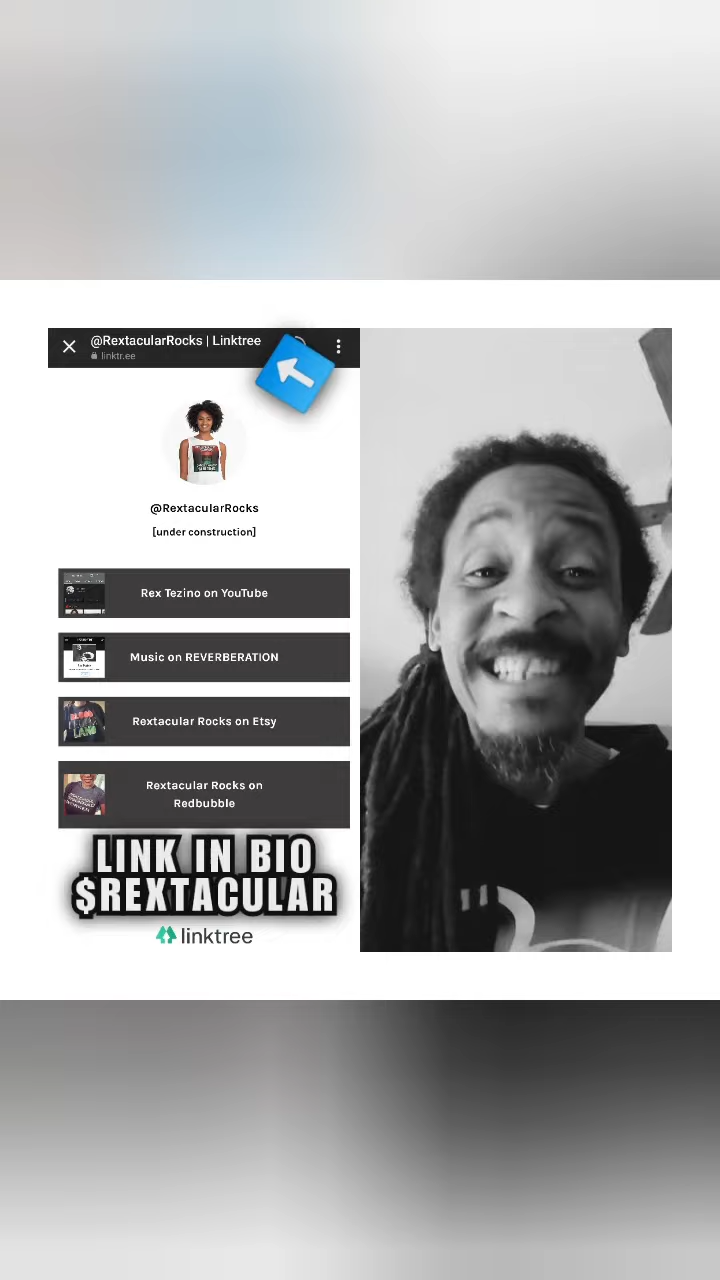 @RextacularRocks | Linktree
linktr.ee
@RextacularRocks
[under construction]
Rex Tezino on YouTube
Music on REVERBERATION
Rextacular Rocks on Etsy
Rextacular Rocks on
Redbubble
LINK IN BIO
$REXTACULAR
linktree